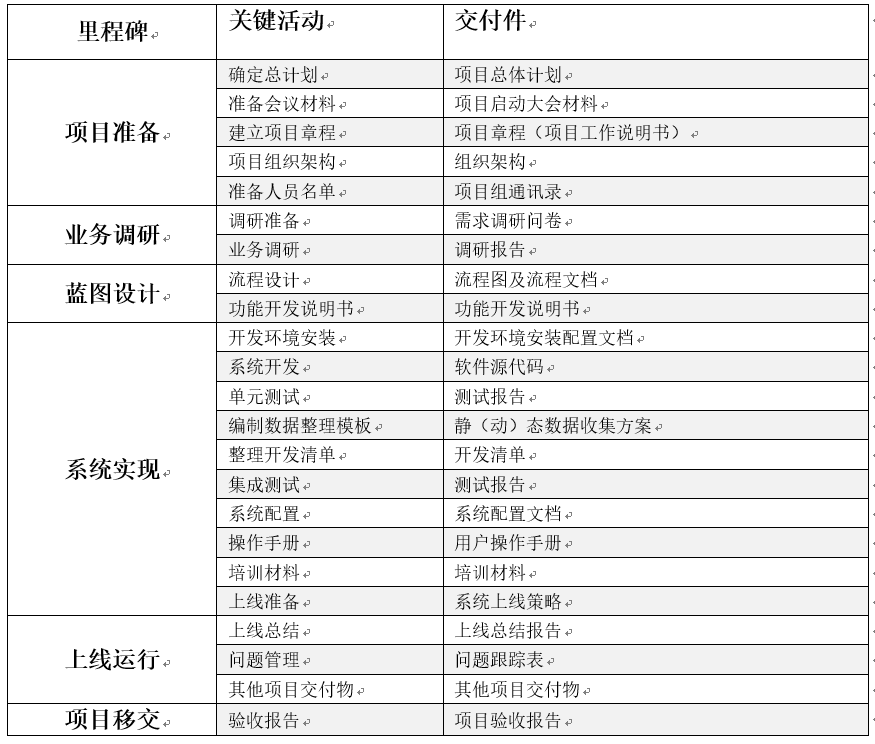 里程碑 关键活动 交付件
项目准备
确定总计划 项目总体计划
准备会议材料 项目启动大会材料
建立项目章程 项目章程（项目工作说明书）
项目组织架构 组织架构
准备人员名单 项目组通讯录
业务调研
调研准备 需求调研问卷
业务调研 调研报告
蓝图设计
流程设计 流程图及流程文档
功能开发说明书 功能开发说明书
系统实现
开发环境安装 开发环境安装配置文档
系统开发 软件源代码
单元测试 测试报告
编制数据整理模板 静（动）态数据收集方案
整理开发清单 开发清单
集成测试 测试报告
系统配置 系统配置文档
操作手册 用户操作手册
培训材料 培训材料
上线准备 系统上线策略
上线运行
上线总结 上线总结报告
问题管理 问题跟踪表
其他项目交付物 其他项目交付物
项目移交
验收报告 项目验收报告